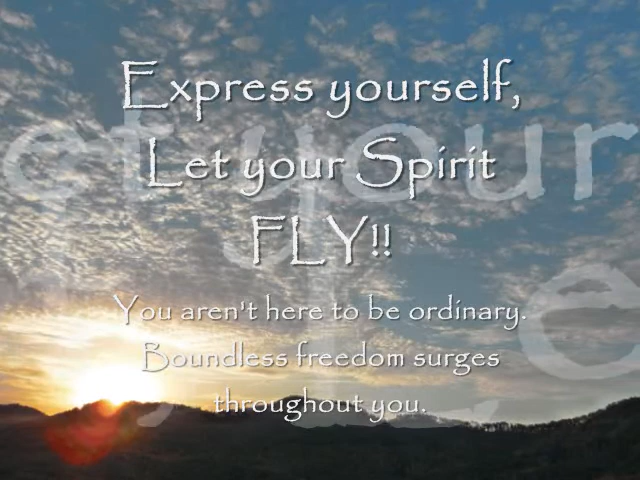 Express yourself,
Let your Spirit
FLY!!
You aren't here to be ordinary.
Boundless freedom surges
throughout you.